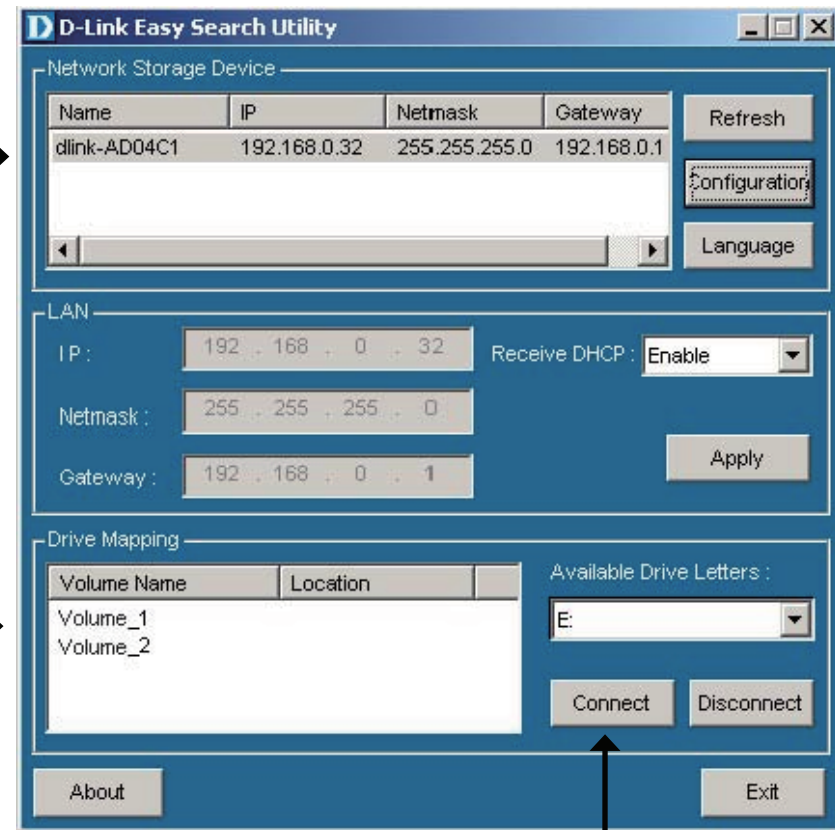 D-Link Easy Search Utility
Network Storage Device
Name IP Netmask Gateway
dlink-AD04C1 192.168.0.32 255.255.255.0 192.168.0.1
Refresh
Configuration
Language
LAN
IP : 192 . 168 . 0 . 32
Receive DHCP : Enable
Netmask : 255 . 255 . 255 . 0
Gateway : 192 . 168 . 0 . 1
Apply
Drive Mapping
Volume Name Location
Volume_1
Volume_2
Available Drive Letters :
E:
Connect Disconnect
About Exit